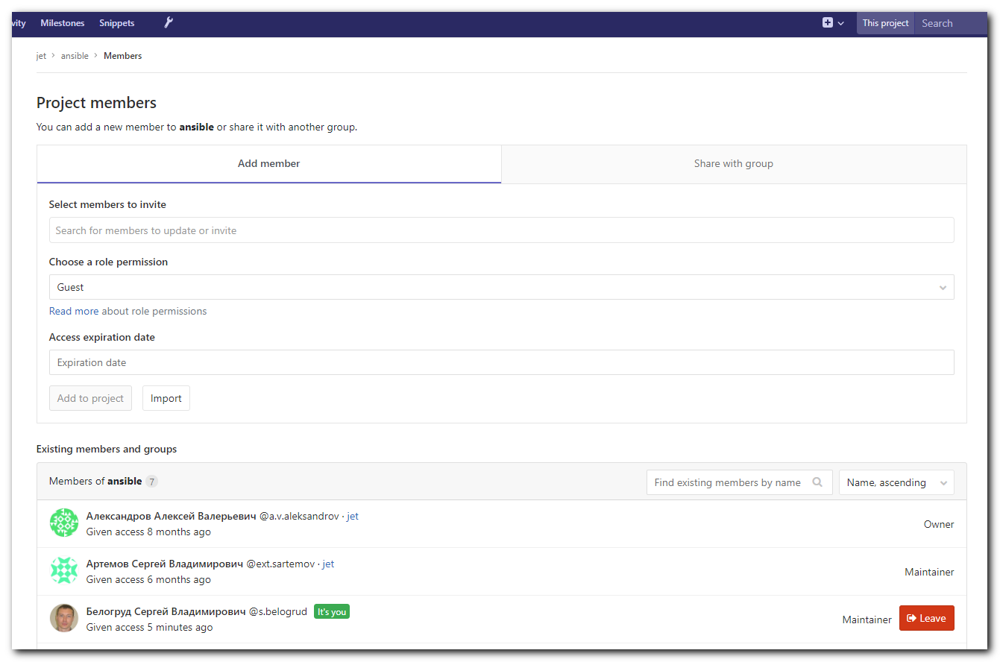 vity Milestones Snippets This project Search
jet › ansible › Members
Project members
You can add a new member to ansible or share it with another group.
Add member Share with group
Select members to invite
Search for members to update or invite
Choose a role permission
Guest
Read more about role permissions
Access expiration date
Expiration date
Add to project Import
Existing members and groups
Members of ansible 7 Find existing members by name Name, ascending
Александров Алексей Валерьевич @a.v.aleksandrov · jet
Given access 8 months ago
Owner
Артемов Сергей Владимирович @ext.sartemov · jet
Given access 6 months ago
Maintainer
Белогруд Сергей Владимирович @s.belogrud It's you
Given access 5 minutes ago
Maintainer Leave